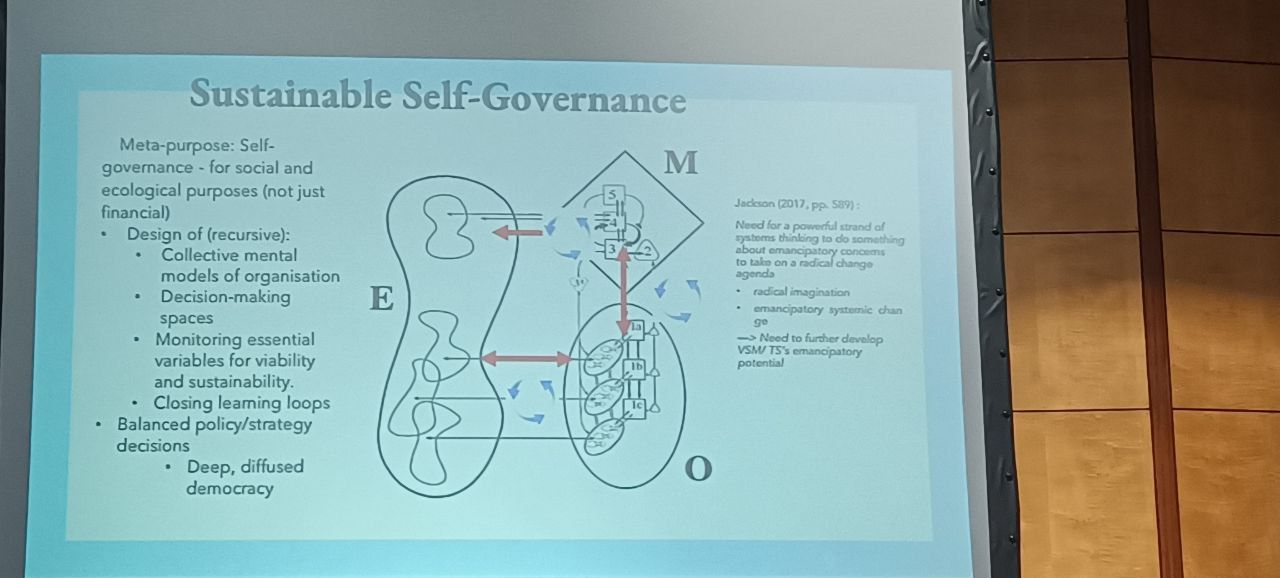 Sustainable Self-Governance
Meta-purpose: Self-
governance - for social and
ecological purposes (not just
financial)
• Design of (recursive):
• Collective mental
models of organisation
• Decision-making
spaces
• Monitoring essential
variables for viability
and sustainability.
• Closing learning loops
• Balanced policy/strategy
decisions
• Deep, diffused
democracy
E
M
5
4
3
2
1a
1b
1c
O
Jackson (2017, pp. 589) :
Need for a powerful strand of
systems thinking to do something
about emancipatory concerns
to take on a radical change
agenda
• radical imagination
• emancipatory systemic chan
ge
—> Need to further develop
VSM/ TS's emancipatory
potential